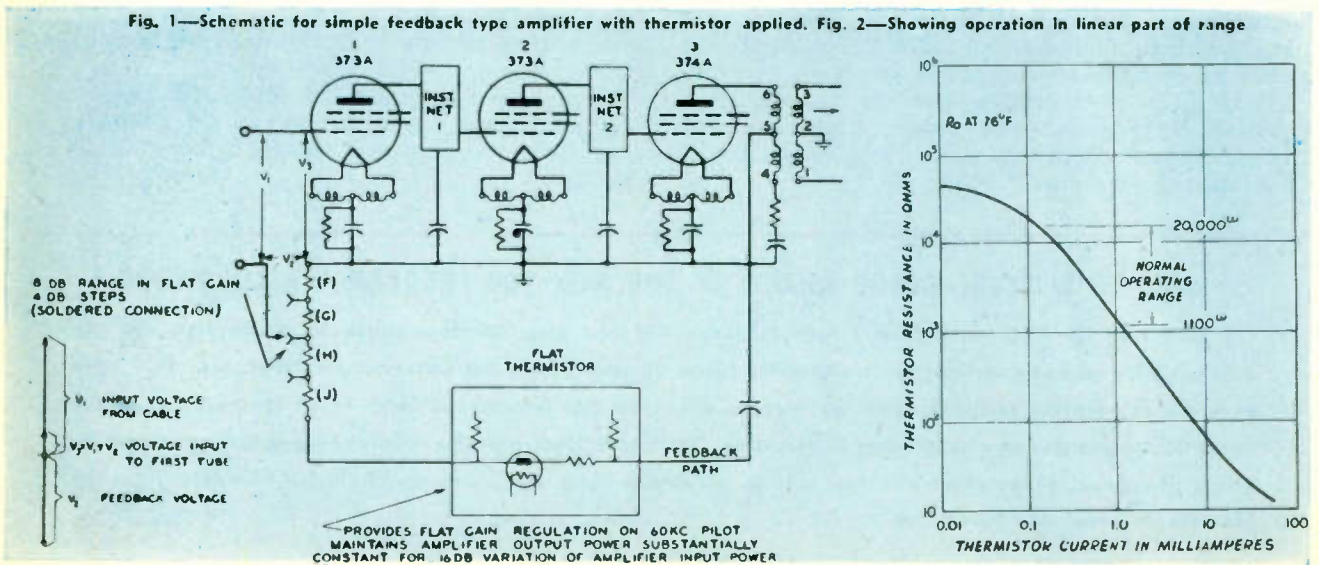 Fig. 1—Schematic for simple feedback type amplifier with thermistor applied. Fig. 2—Showing operation in linear part of range
1
373A
2
373A
3
374A
INST
NET
1
INST
NET
2
6
5
4
3
2
1
V1
V3
V2
8 DB RANGE IN FLAT GAIN
4 DB STEPS
(SOLDERED CONNECTION)
(F)
(G)
(H)
(J)
V1 INPUT VOLTAGE
FROM CABLE
V3=V1+V2 VOLTAGE INPUT
TO FIRST TUBE
V2 FEEDBACK VOLTAGE
FLAT
THERMISTOR
FEEDBACK
PATH
PROVIDES FLAT GAIN REGULATION ON 60KC PILOT
MAINTAINS AMPLIFIER OUTPUT POWER SUBSTANTIALLY
CONSTANT FOR 16DB VARIATION OF AMPLIFIER INPUT POWER
THERMISTOR RESISTANCE IN OHMS
10⁶
10⁵
10⁴
10³
10²
10
R₀ AT 76°F
20,000ω
NORMAL
OPERATING
RANGE
1100ω
0.01 0.1 1.0 10 100
THERMISTOR CURRENT IN MILLIAMPERES